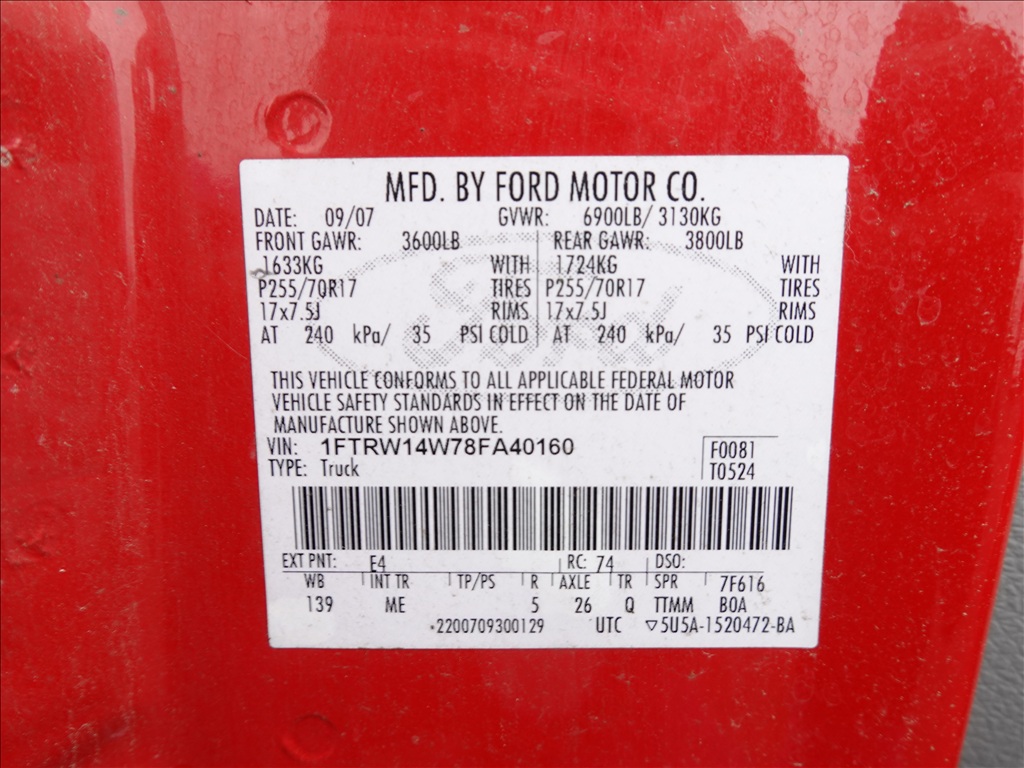 MFD. BY FORD MOTOR CO.
DATE: 09/07 GVWR: 6900LB/ 3130KG
FRONT GAWR: 3600LB REAR GAWR: 3800LB
1633KG WITH 1724KG WITH
P255/70R17 TIRES P255/70R17 TIRES
17x7.5J RIMS 17x7.5J RIMS
AT 240 kPa/ 35 PSI COLD AT 240 kPa/ 35 PSI COLD
Ford
THIS VEHICLE CONFORMS TO ALL APPLICABLE FEDERAL MOTOR
VEHICLE SAFETY STANDARDS IN EFFECT ON THE DATE OF
MANUFACTURE SHOWN ABOVE.
VIN: 1FTRW14W78FA40160 F0081
TYPE: Truck T0524
EXT PNT: E4 RC: 74 DSO:
WB INT TR TP/PS R AXLE TR SPR 7F616
139 ME 5 26 Q TTMM BOA
•2200709300129 UTC ▽5U5A-1520472-BA